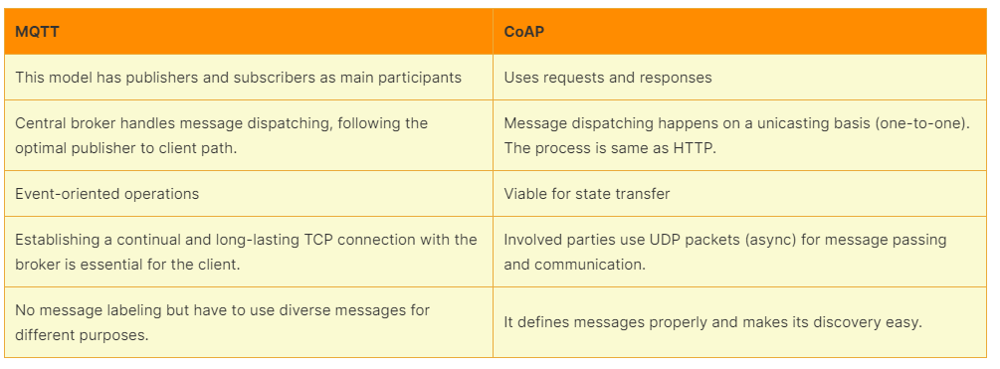 MQTT
CoAP
This model has publishers and subscribers as main participants
Uses requests and responses
Central broker handles message dispatching, following the
optimal publisher to client path.
Message dispatching happens on a unicasting basis (one-to-one).
The process is same as HTTP.
Event-oriented operations
Viable for state transfer
Establishing a continual and long-lasting TCP connection with the
broker is essential for the client.
Involved parties use UDP packets (async) for message passing
and communication.
No message labeling but have to use diverse messages for
different purposes.
It defines messages properly and makes its discovery easy.